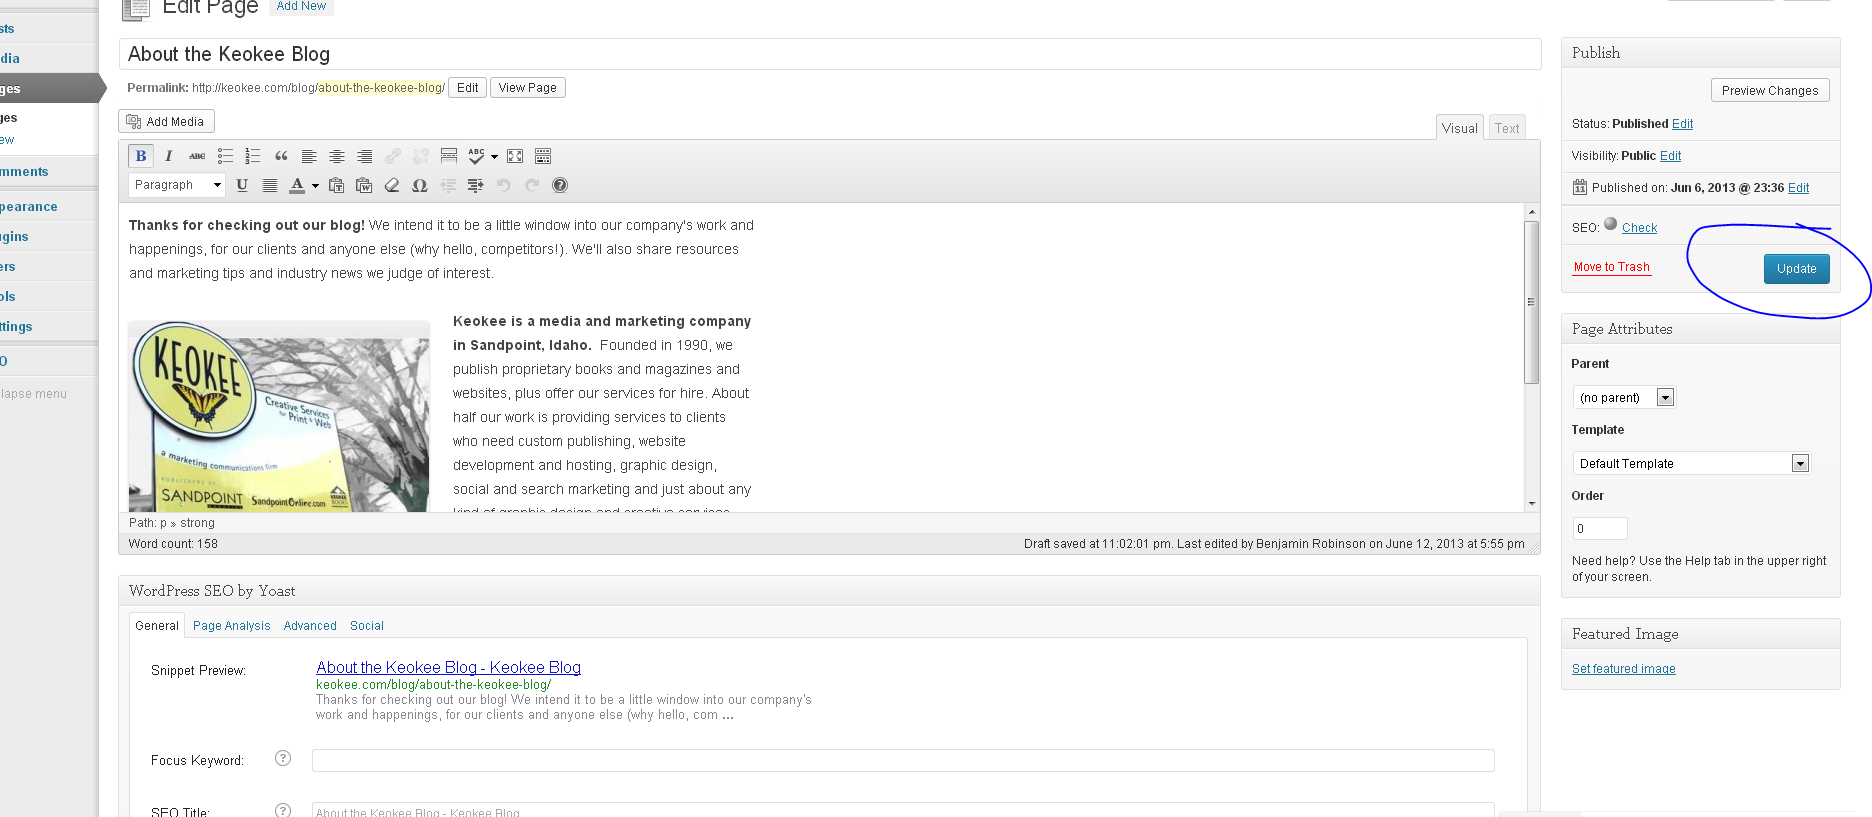 Edit Page Add New
sts
dia
ges
ges
ew
mments
pearance
gins
ers
ols
ttings
O
lapse menu
About the Keokee Blog
Permalink: http://keokee.com/blog/about-the-keokee-blog/ Edit View Page
Add Media
Visual Text
B I ABC ABC
Paragraph U A Ω
Thanks for checking out our blog! We intend it to be a little window into our company's work and
happenings, for our clients and anyone else (why hello, competitors!). We'll also share resources
and marketing tips and industry news we judge of interest.
KEOKEE
Creative Services
for Print & Web
a marketing communications firm
PUBLISHERS OF:
SANDPOINT
MAGAZINE
SandpointOnline.com
KEOKEE
BOOKS
Keokee is a media and marketing company
in Sandpoint, Idaho. Founded in 1990, we
publish proprietary books and magazines and
websites, plus offer our services for hire. About
half our work is providing services to clients
who need custom publishing, website
development and hosting, graphic design,
social and search marketing and just about any
kind of graphic design and creative services
Path: p » strong
Word count: 158
Draft saved at 11:02:01 pm. Last edited by Benjamin Robinson on June 12, 2013 at 5:55 pm
WordPress SEO by Yoast
General Page Analysis Advanced Social
Snippet Preview:
About the Keokee Blog - Keokee Blog
keokee.com/blog/about-the-keokee-blog/
Thanks for checking out our blog! We intend it to be a little window into our company's
work and happenings, for our clients and anyone else (why hello, com ...
Focus Keyword: ?
SEO Title: ? About the Keokee Blog - Keokee Blog
Publish
Preview Changes
Status: Published Edit
Visibility: Public Edit
Published on: Jun 6, 2013 @ 23:36 Edit
SEO: Check
Move to Trash Update
Page Attributes
Parent
(no parent)
Template
Default Template
Order
0
Need help? Use the Help tab in the upper right
of your screen.
Featured Image
Set featured image